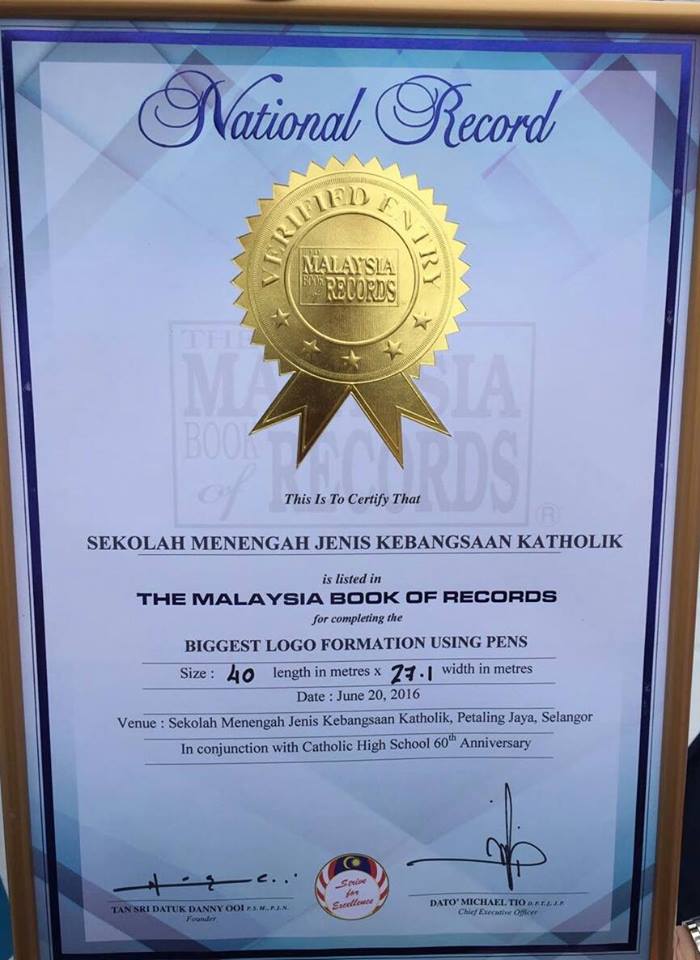 National Record
VERIFIED ENTRY
THE
MALAYSIA
BOOK
of RECORDS
THE
MALAYSIA
BOOK
of RECORDS
®
This Is To Certify That
SEKOLAH MENENGAH JENIS KEBANGSAAN KATHOLIK
is listed in
THE MALAYSIA BOOK OF RECORDS
for completing the
BIGGEST LOGO FORMATION USING PENS
Size : 40 length in metres x 27.1 width in metres
Date : June 20, 2016
Venue : Sekolah Menengah Jenis Kebangsaan Katholik, Petaling Jaya, Selangor
In conjunction with Catholic High School 60th Anniversary
Strive
for
Excellence
TAN SRI DATUK DANNY OOI P.S.M., P.J.N.
Founder
DATO' MICHAEL TIO D.P.T.J., J.P.
Chief Executive Officer